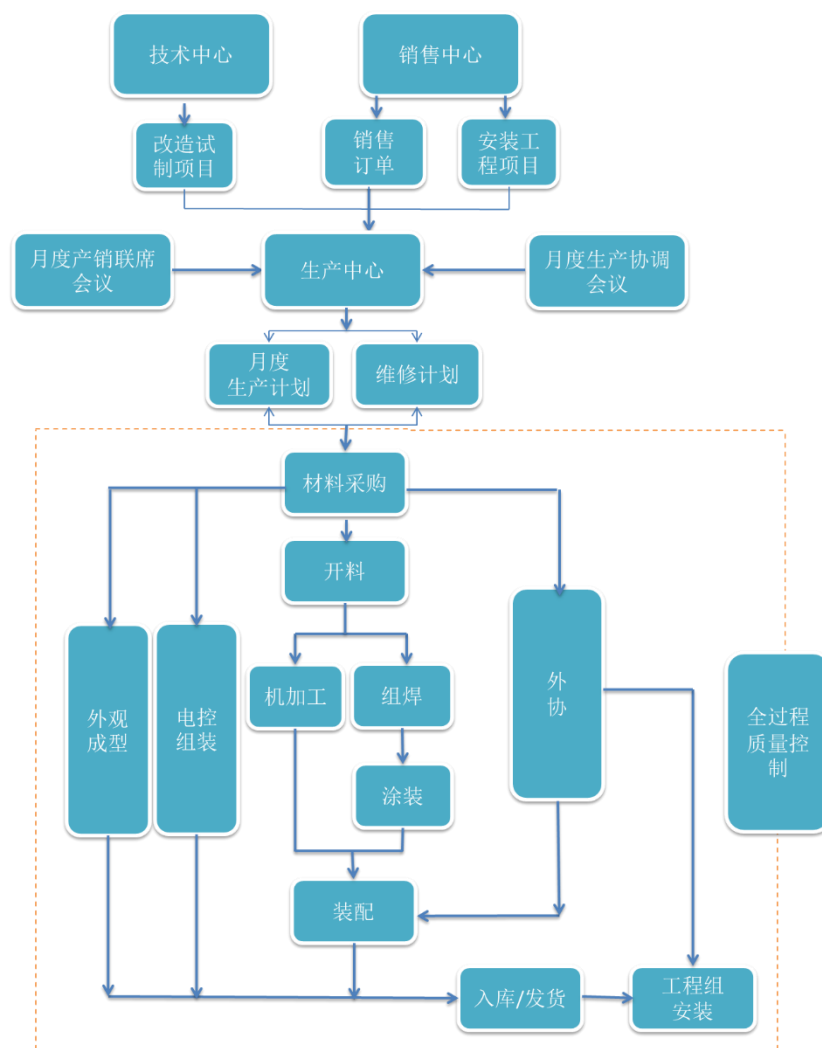 技术中心
销售中心
改造试
制项目
销售
订单
安装工
程项目
月度产销联席
会议
生产中心
月度生产协调
会议
月度
生产计划
维修计划
材料采购
开料
外观
成型
电控
组装
机加工
组焊
外
协
全过程
质量控
制
涂装
装配
入库/发货
工程组
安装